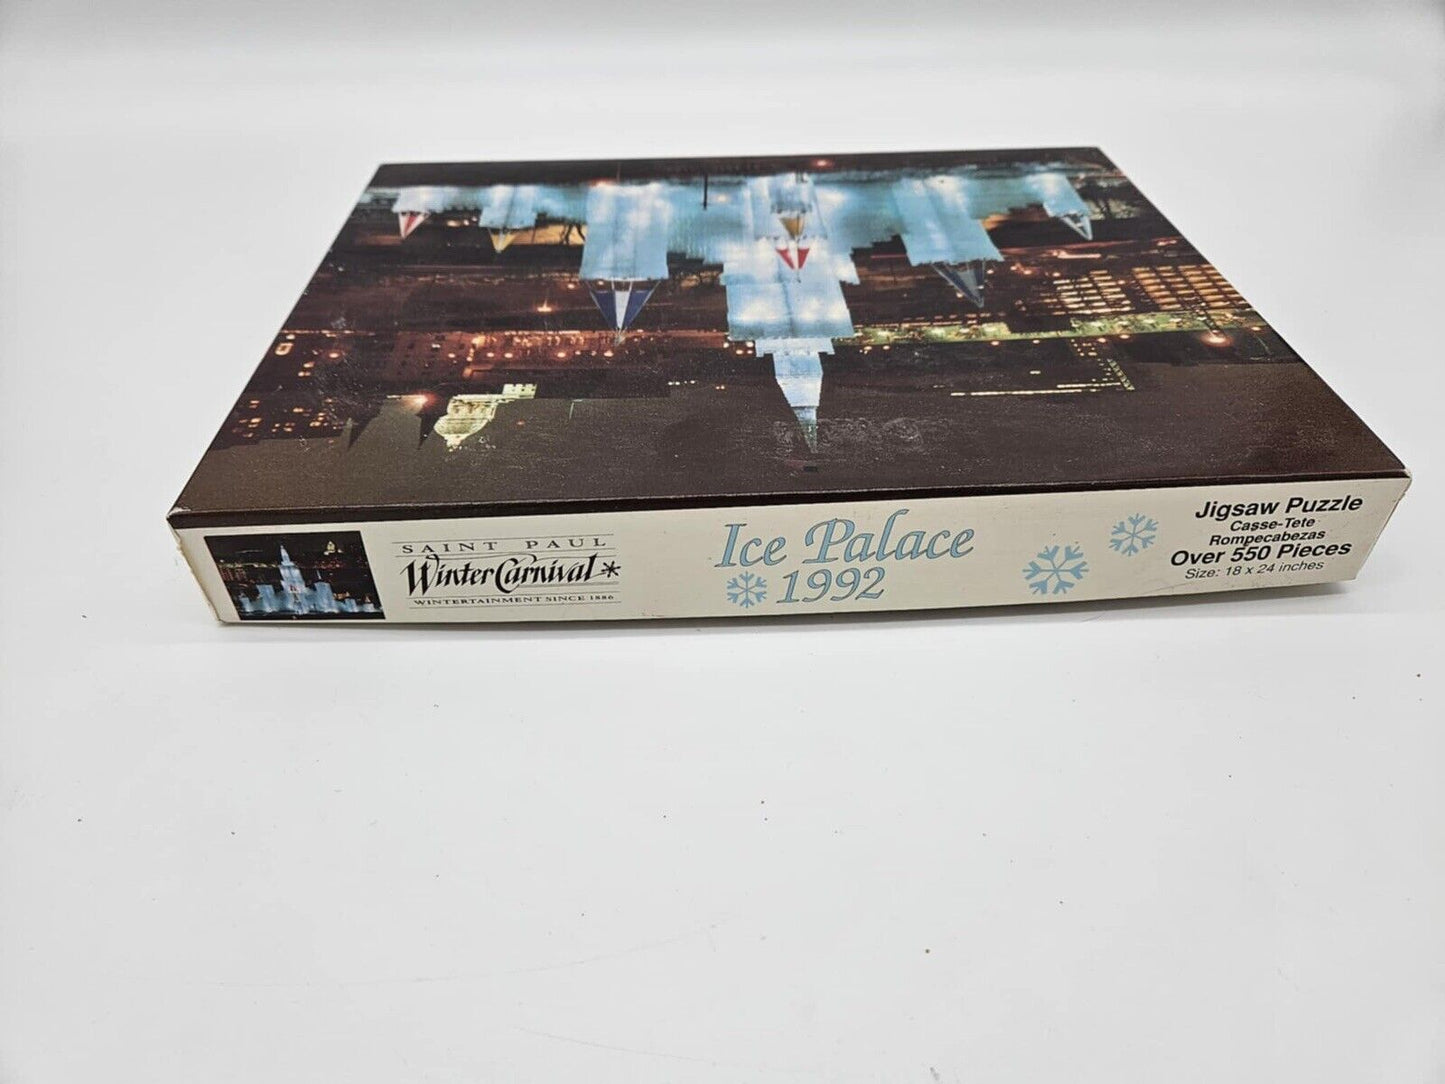 SAINT PAUL
Winter Carnival
WINTERTAINMENT SINCE 1886
Ice Palace
1992
Jigsaw Puzzle
Casse-Tete
Rompecabezas
Over 550 Pieces
Size: 18 x 24 inches